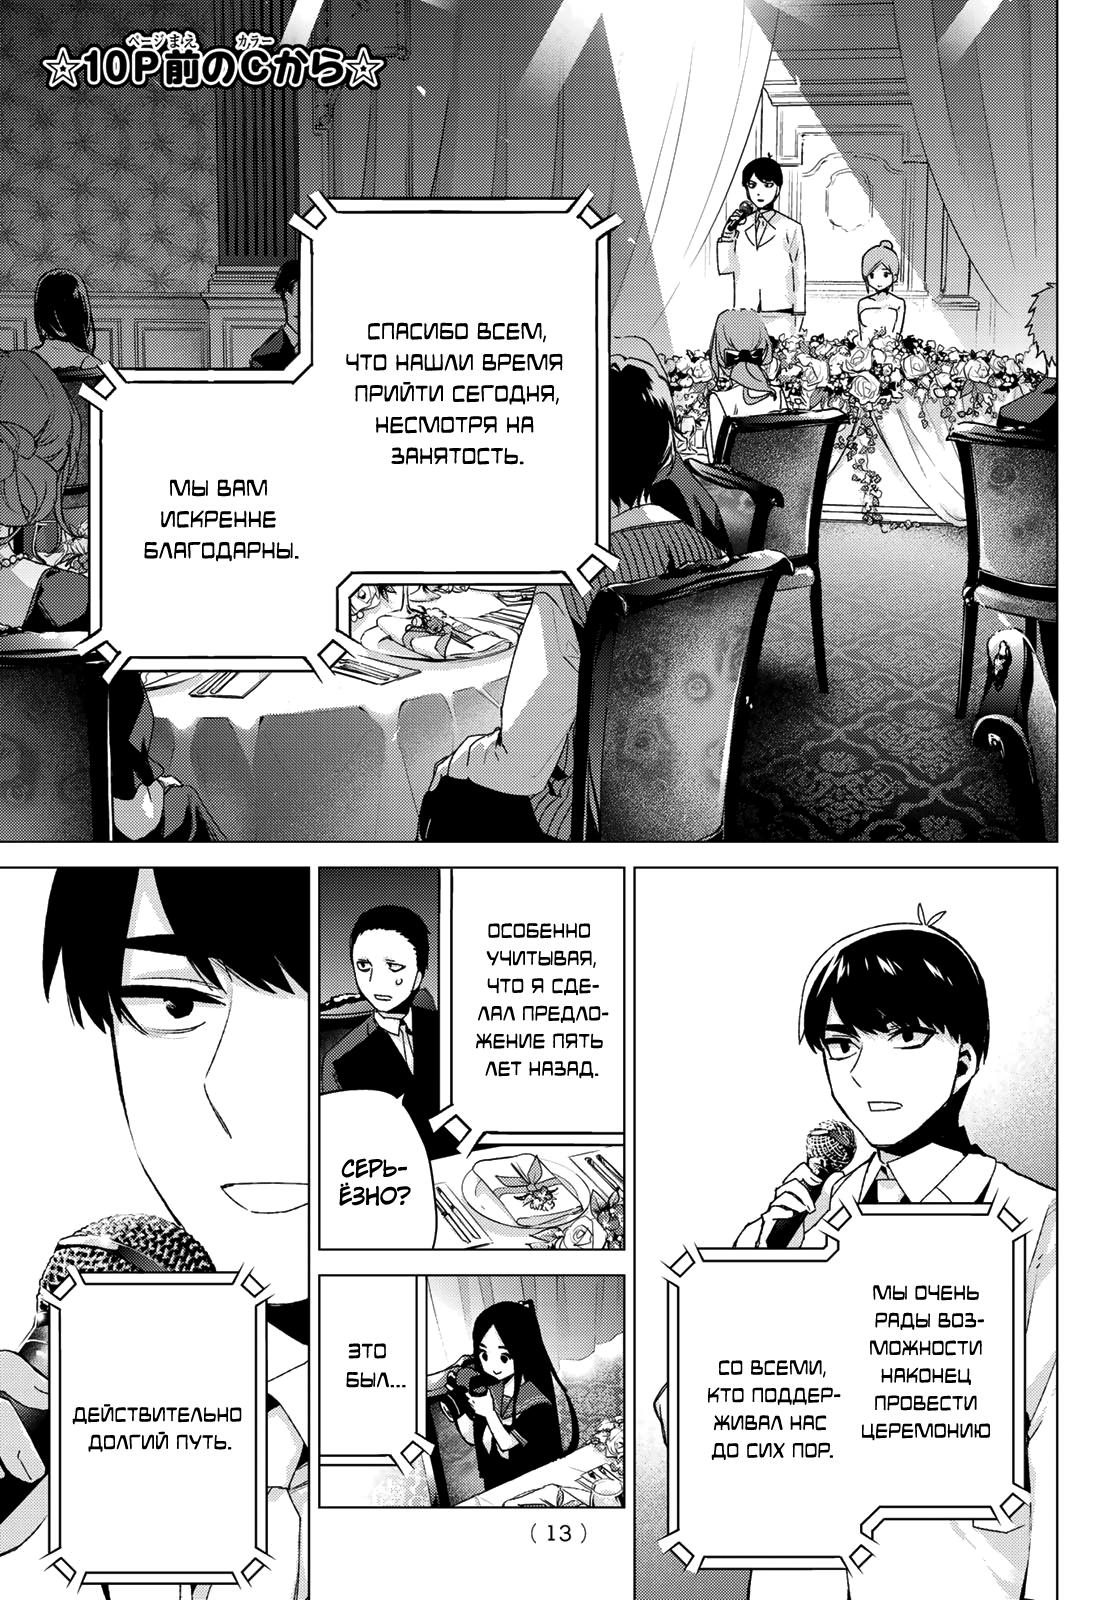 ページまえ カラー
☆10P前のCから☆
СПАСИБО ВСЕМ,
ЧТО НАШЛИ ВРЕМЯ
ПРИЙТИ СЕГОДНЯ,
НЕСМОТРЯ НА
ЗАНЯТОСТЬ.
МЫ ВАМ
ИСКРЕННЕ
БЛАГОДАРНЫ.
МЫ ОЧЕНЬ
РАДЫ ВОЗ-
МОЖНОСТИ
НАКОНЕЦ
ПРОВЕСТИ
ЦЕРЕМОНИЮ
СО ВСЕМИ,
КТО ПОДДЕР-
ЖИВАЛ НАС
ДО СИХ ПОР.
ОСОБЕННО
УЧИТЫВАЯ,
ЧТО Я СДЕ-
ЛАЛ ПРЕДЛО-
ЖЕНИЕ ПЯТЬ
ЛЕТ НАЗАД.
СЕРЬ-
ЁЗНО?
ЭТО
БЫЛ...
ДЕЙСТВИТЕЛЬНО
ДОЛГИЙ ПУТЬ.
( 13 )